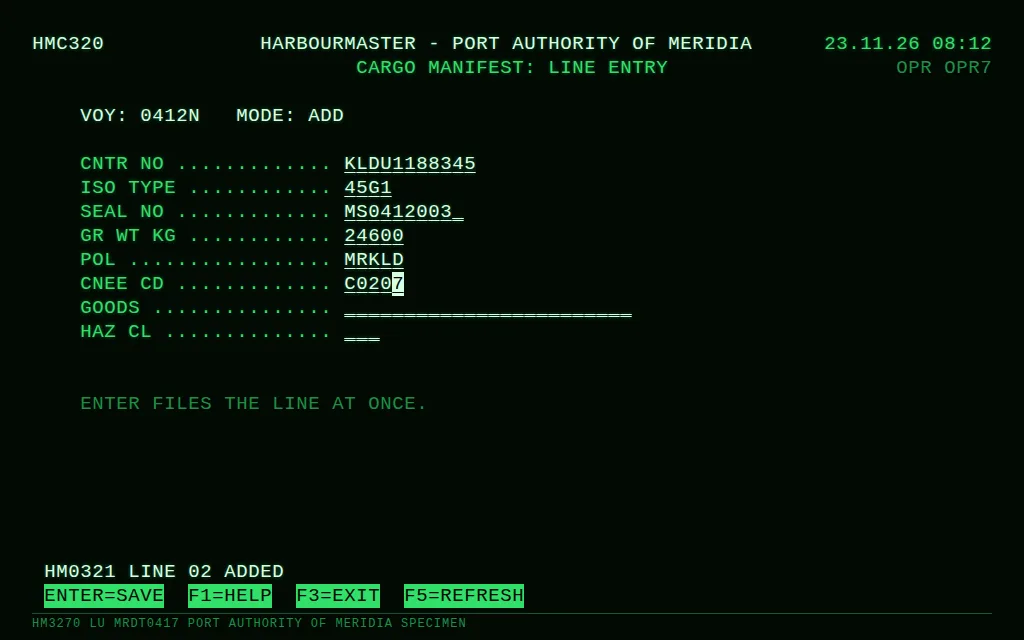 HMC320 HARBOURMASTER - PORT AUTHORITY OF MERIDIA 23.11.26 08:12
CARGO MANIFEST: LINE ENTRY OPR OPR7
VOY: 0412N MODE: ADD
CNTR NO ............. KLDU1188345
ISO TYPE ............ 45G1
SEAL NO ............. MS0412003_
GR WT KG ............ 24600
POL ................. MRKLD
CNEE CD ............. C0207
GOODS ............... ________________________
HAZ CL .............. ___
ENTER FILES THE LINE AT ONCE.
HM0321 LINE 02 ADDED
ENTER=SAVE F1=HELP F3=EXIT F5=REFRESH
HM3270 LU MRDT0417 PORT AUTHORITY OF MERIDIA SPECIMEN